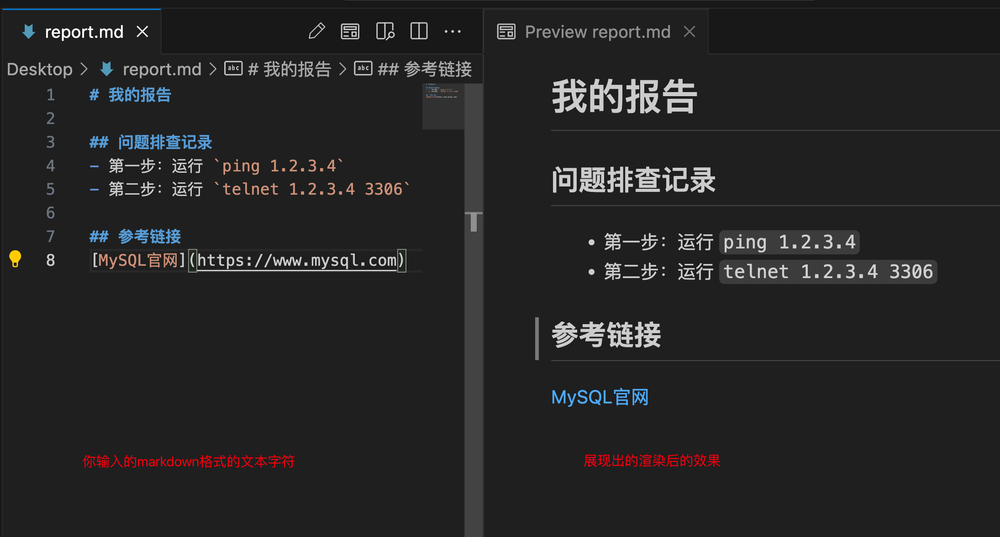 report.md
Preview report.md
Desktop > report.md > # 我的报告 > ## 参考链接
1 # 我的报告
2
3 ## 问题排查记录
4 - 第一步：运行 `ping 1.2.3.4`
5 - 第二步：运行 `telnet 1.2.3.4 3306`
6
7 ## 参考链接
8 [MySQL官网](https://www.mysql.com)
你输入的markdown格式的文本字符
我的报告
问题排查记录
• 第一步：运行 ping 1.2.3.4
• 第二步：运行 telnet 1.2.3.4 3306
参考链接
MySQL官网
展现出的渲染后的效果